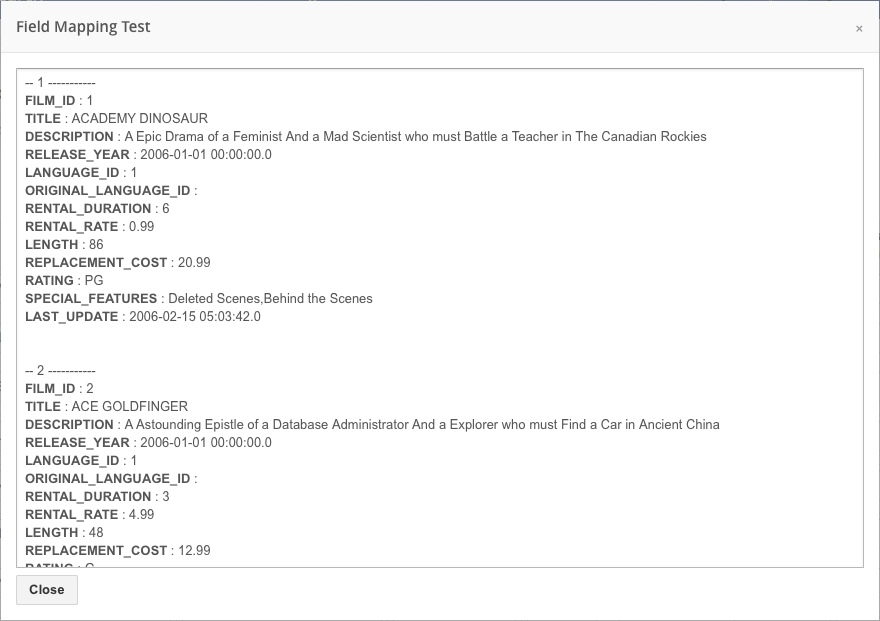 Field Mapping Test
×
-- 1 -----------
FILM_ID : 1
TITLE : ACADEMY DINOSAUR
DESCRIPTION : A Epic Drama of a Feminist And a Mad Scientist who must Battle a Teacher in The Canadian Rockies
RELEASE_YEAR : 2006-01-01 00:00:00.0
LANGUAGE_ID : 1
ORIGINAL_LANGUAGE_ID :
RENTAL_DURATION : 6
RENTAL_RATE : 0.99
LENGTH : 86
REPLACEMENT_COST : 20.99
RATING : PG
SPECIAL_FEATURES : Deleted Scenes,Behind the Scenes
LAST_UPDATE : 2006-02-15 05:03:42.0
-- 2 -----------
FILM_ID : 2
TITLE : ACE GOLDFINGER
DESCRIPTION : A Astounding Epistle of a Database Administrator And a Explorer who must Find a Car in Ancient China
RELEASE_YEAR : 2006-01-01 00:00:00.0
LANGUAGE_ID : 1
ORIGINAL_LANGUAGE_ID :
RENTAL_DURATION : 3
RENTAL_RATE : 4.99
LENGTH : 48
REPLACEMENT_COST : 12.99
RATING :
Close